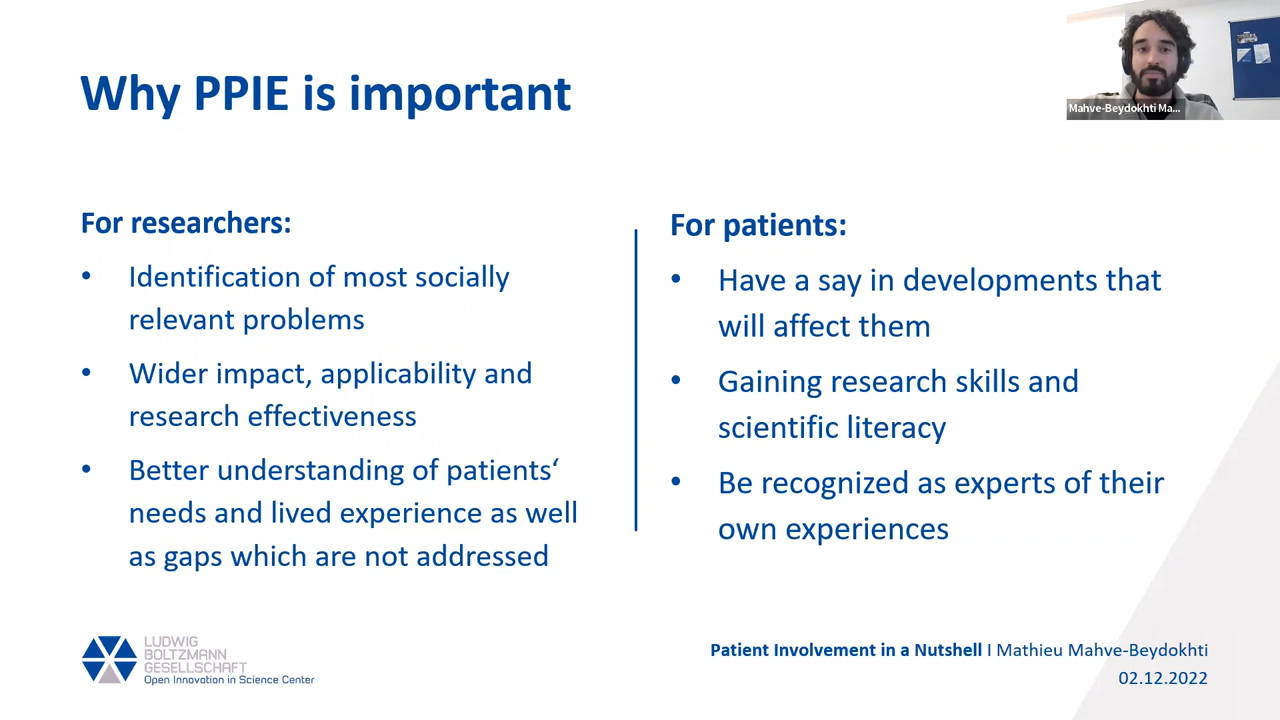 Why PPIE is important
Mahve-Beydokhti Ma...
For researchers:
• Identification of most socially
relevant problems
• Wider impact, applicability and
research effectiveness
• Better understanding of patients‘
needs and lived experience as well
as gaps which are not addressed
For patients:
• Have a say in developments that
will affect them
• Gaining research skills and
scientific literacy
• Be recognized as experts of their
own experiences
LUDWIG
BOLTZMANN
GESELLSCHAFT
Open Innovation in Science Center
Patient Involvement in a Nutshell I Mathieu Mahve-Beydokhti
02.12.2022